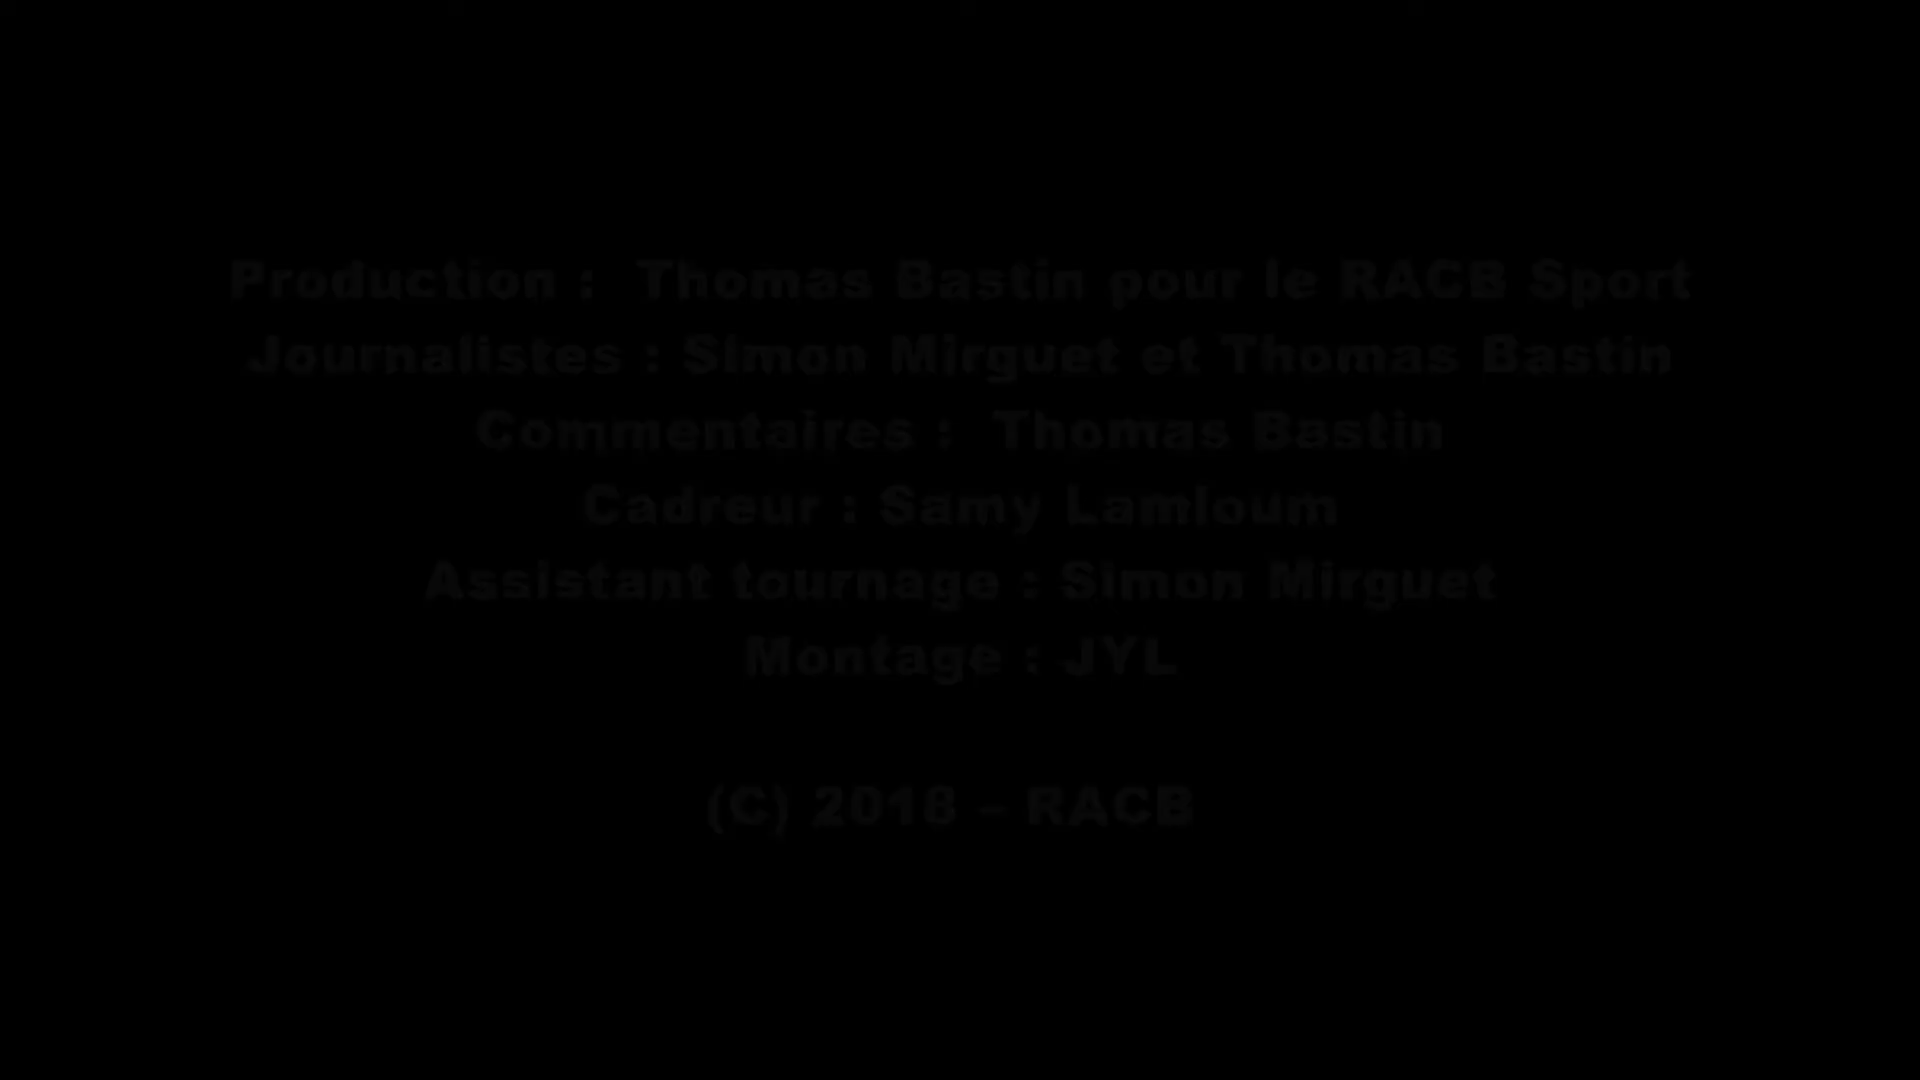 Production :  Thomas Bastin pour le RACB Sport
Journalistes : Simon Mirguet et Thomas Bastin
Commentaires :  Thomas Bastin
Cadreur : Samy Lamloum
Assistant tournage : Simon Mirguet
Montage : JYL
(C) 2018 – RACB